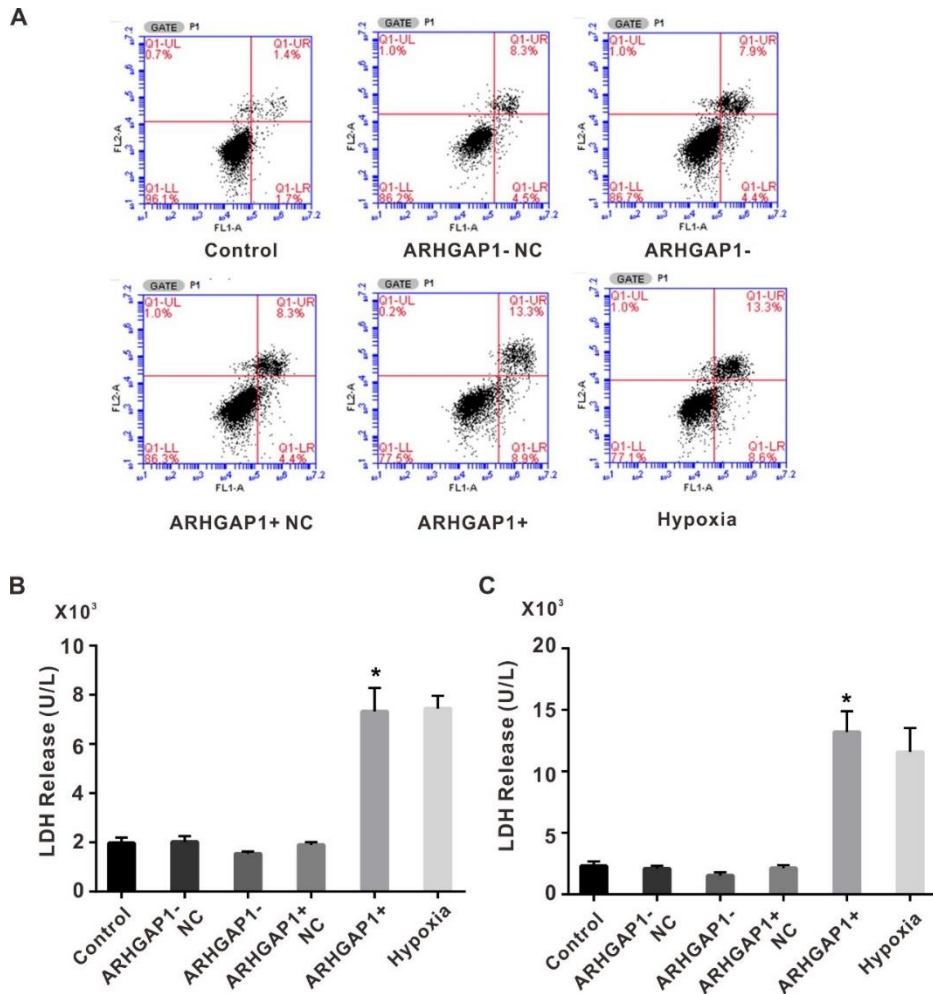 A
GATE P1
Q1-UL Q1-UR
0.7% 1.4%
Q1-LL Q1-LR
96.1% 1.7%
FL2-A
FL1-A
Control
GATE P1
Q1-UL Q1-UR
1.0% 8.3%
Q1-LL Q1-LR
86.2% 4.5%
FL2-A
FL1-A
ARHGAP1- NC
GATE P1
Q1-UL Q1-UR
1.0% 7.9%
Q1-LL Q1-LR
86.7% 4.4%
FL2-A
FL1-A
ARHGAP1-
GATE P1
Q1-UL Q1-UR
1.0% 8.3%
Q1-LL Q1-LR
86.3% 4.4%
FL2-A
FL1-A
ARHGAP1+ NC
GATE P1
Q1-UL Q1-UR
0.2% 13.3%
Q1-LL Q1-LR
77.5% 8.9%
FL2-A
FL1-A
ARHGAP1+
GATE P1
Q1-UL Q1-UR
1.0% 13.3%
Q1-LL Q1-LR
77.1% 8.6%
FL2-A
FL1-A
Hypoxia
B
X10³
LDH Release (U/L)
10
8
6
4
2
0
*
Control
ARHGAP1-
NC
ARHGAP1-
ARHGAP1+
NC
ARHGAP1+
Hypoxia
C
X10³
LDH Release (U/L)
20
15
10
5
0
*
Control
ARHGAP1-
NC
ARHGAP1-
ARHGAP1+
NC
ARHGAP1+
Hypoxia